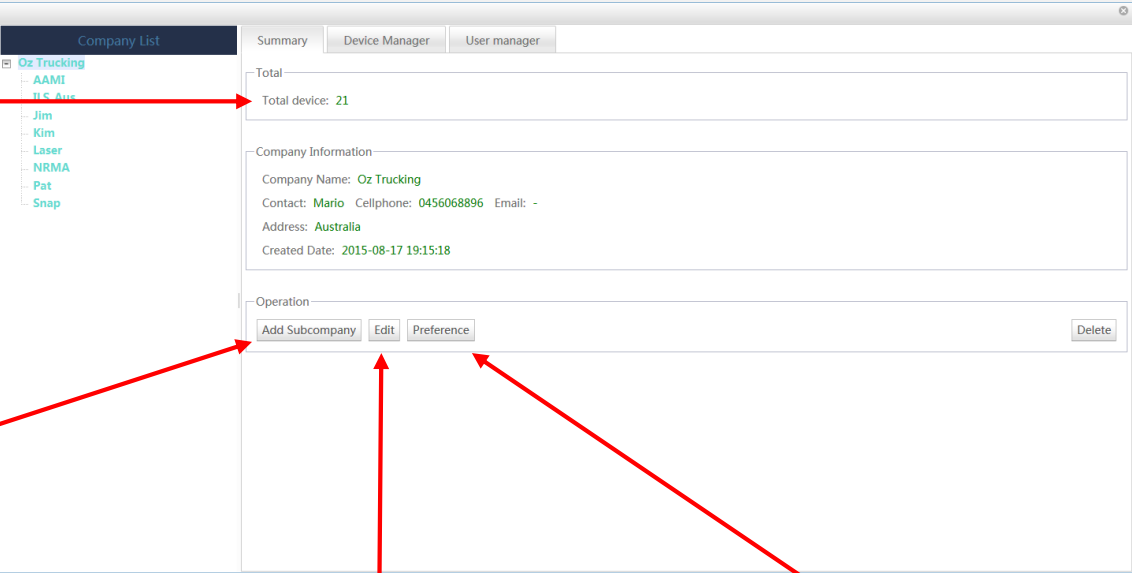 Company List
Oz Trucking
AAMI
ILS Aus
Jim
Kim
Laser
NRMA
Pat
Snap
Summary Device Manager User manager
Total
Total device: 21
Company Information
Company Name: Oz Trucking
Contact: Mario Cellphone: 0456068896 Email: -
Address: Australia
Created Date: 2015-08-17 19:15:18
Operation
Add Subcompany Edit Preference Delete